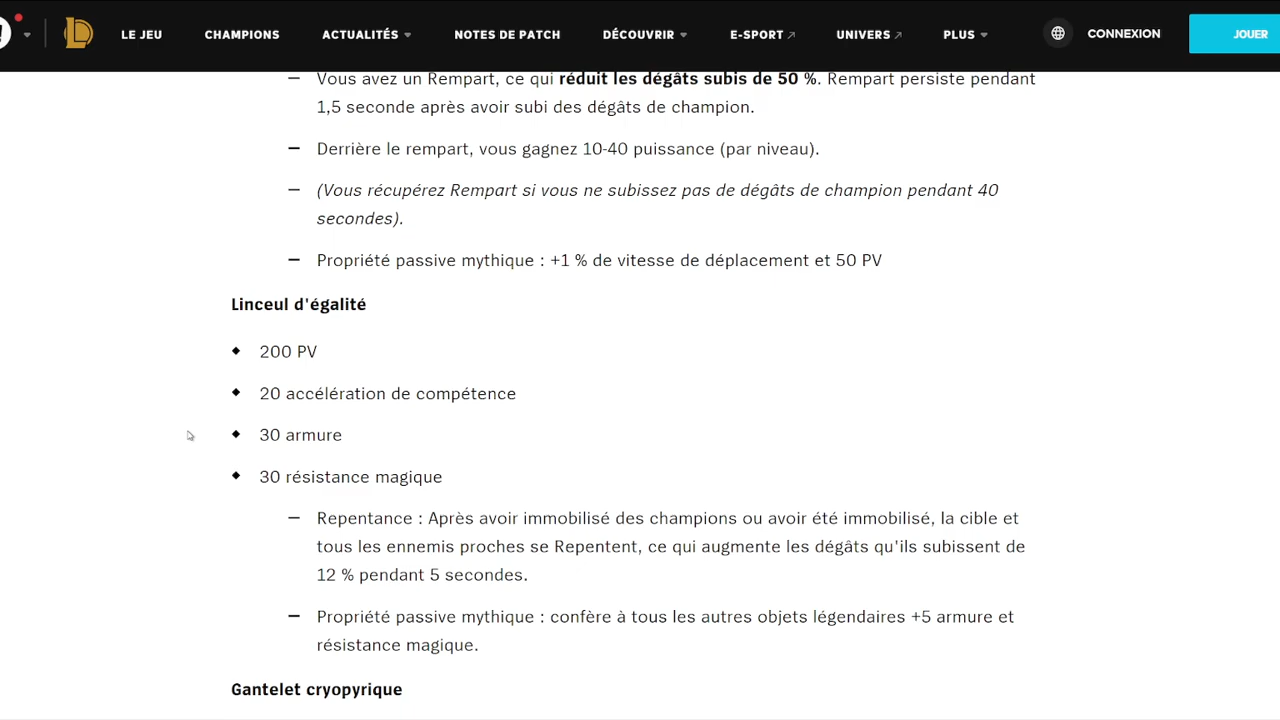 LE JEU CHAMPIONS ACTUALITÉS NOTES DE PATCH DÉCOUVRIR E-SPORT UNIVERS PLUS CONNEXION JOUER
Vous avez un Rempart, ce qui réduit les dégâts subis de 50 %. Rempart persiste pendant
1,5 seconde après avoir subi des dégâts de champion.
Derrière le rempart, vous gagnez 10-40 puissance (par niveau).
(Vous récupérez Rempart si vous ne subissez pas de dégâts de champion pendant 40
secondes).
Propriété passive mythique : +1 % de vitesse de déplacement et 50 PV
Linceul d'égalité
200 PV
20 accélération de compétence
30 armure
30 résistance magique
Repentance : Après avoir immobilisé des champions ou avoir été immobilisé, la cible et
tous les ennemis proches se Repentent, ce qui augmente les dégâts qu'ils subissent de
12 % pendant 5 secondes.
Propriété passive mythique : confère à tous les autres objets légendaires +5 armure et
résistance magique.
Gantelet cryopyrique